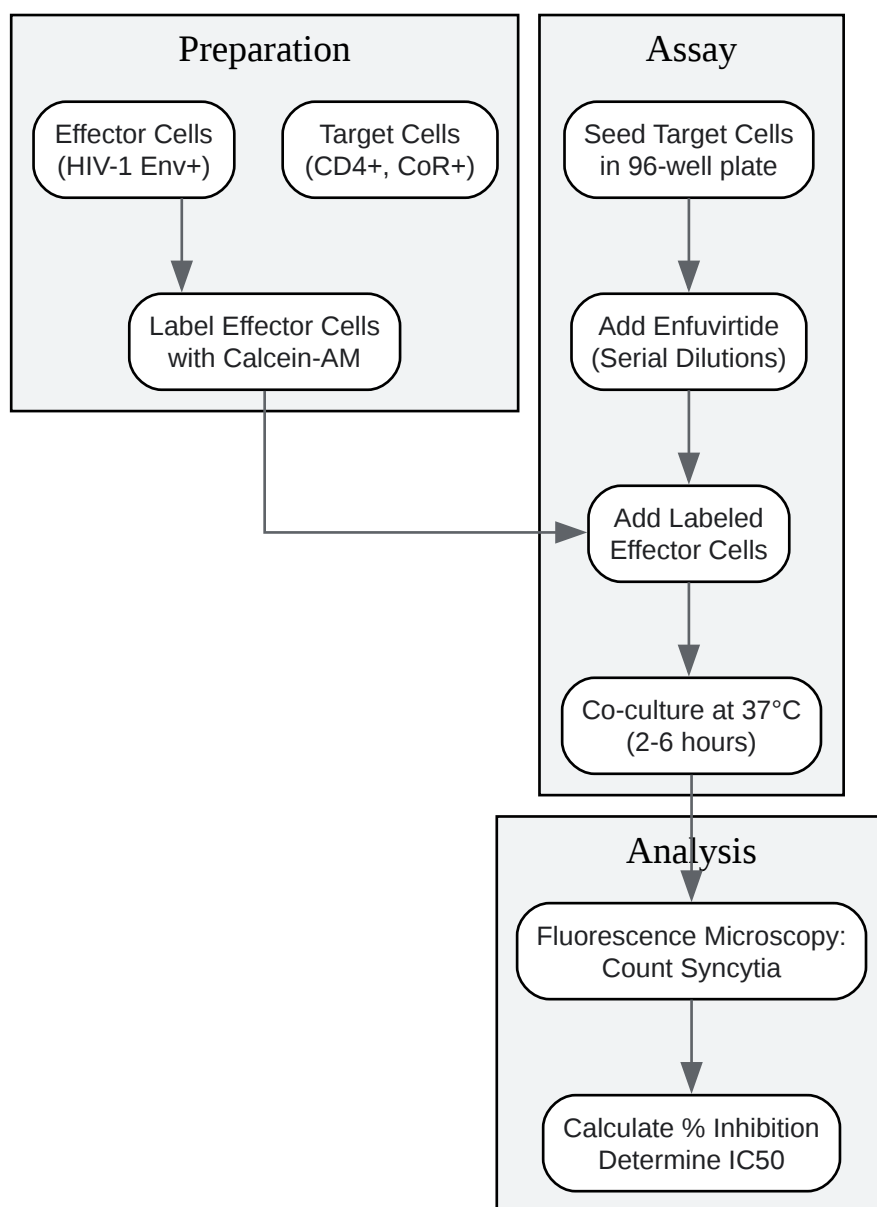 Preparation
Effector Cells
(HIV-1 Env+)
Target Cells
(CD4+, CoR+)
Label Effector Cells
with Calcein-AM
Assay
Seed Target Cells
in 96-well plate
Add Enfuvirtide
(Serial Dilutions)
Add Labeled
Effector Cells
Co-culture at 37°C
(2-6 hours)
Analysis
Fluorescence Microscopy:
Count Syncytia
Calculate % Inhibition
Determine IC50